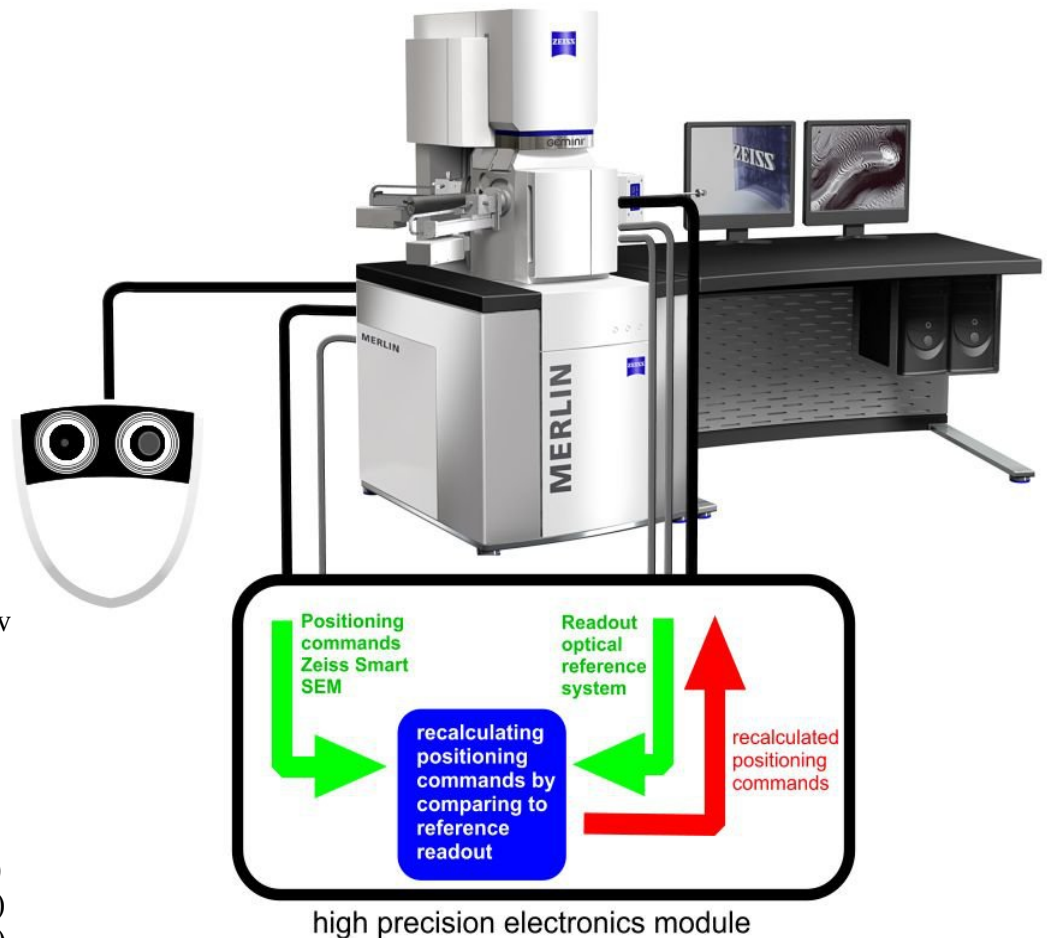 ZEISS
GEMINI
ZEISS
MERLIN
MERLIN
ZEISS
v
Positioning
commands
Zeiss Smart
SEM
Readout
optical
reference
system
recalculating
positioning
commands by
comparing to
reference
readout
recalculated
positioning
commands
)
)
)
high precision electronics module